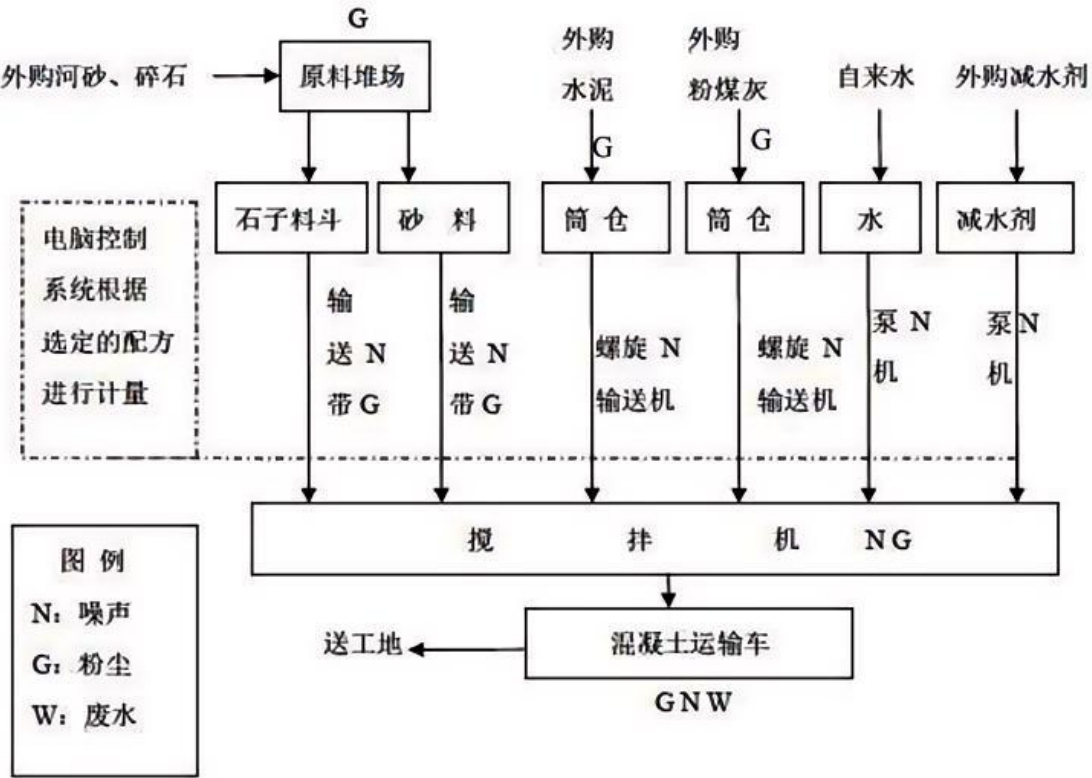 G
外购河砂、碎石
原料堆场
外购
水泥
G
外购
粉煤灰
G
自来水
外购减水剂
石子料斗
砂 料
筒 仓
筒 仓
水
减水剂
电脑控制
系统根据
选定的配方
进行计量
输
送 N
带 G
输
送 N
带 G
螺旋 N
输送机
螺旋 N
输送机
泵 N
机
泵 N
机
搅 拌 机 N G
混凝土运输车
送工地
G N W
图 例
N：噪声
G：粉尘
W：废水